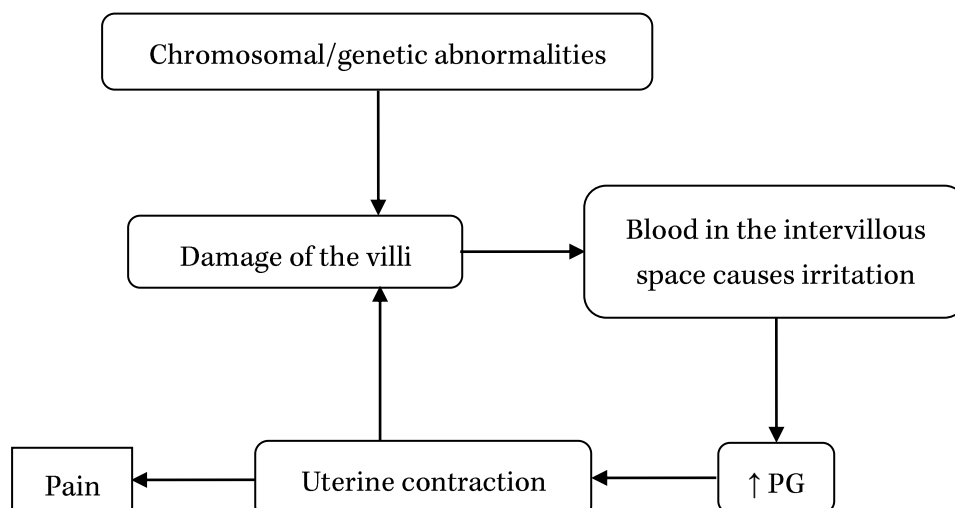 Chromosomal/genetic abnormalities
Damage of the villi
Blood in the intervillous
space causes irritation
Pain
Uterine contraction
↑ PG